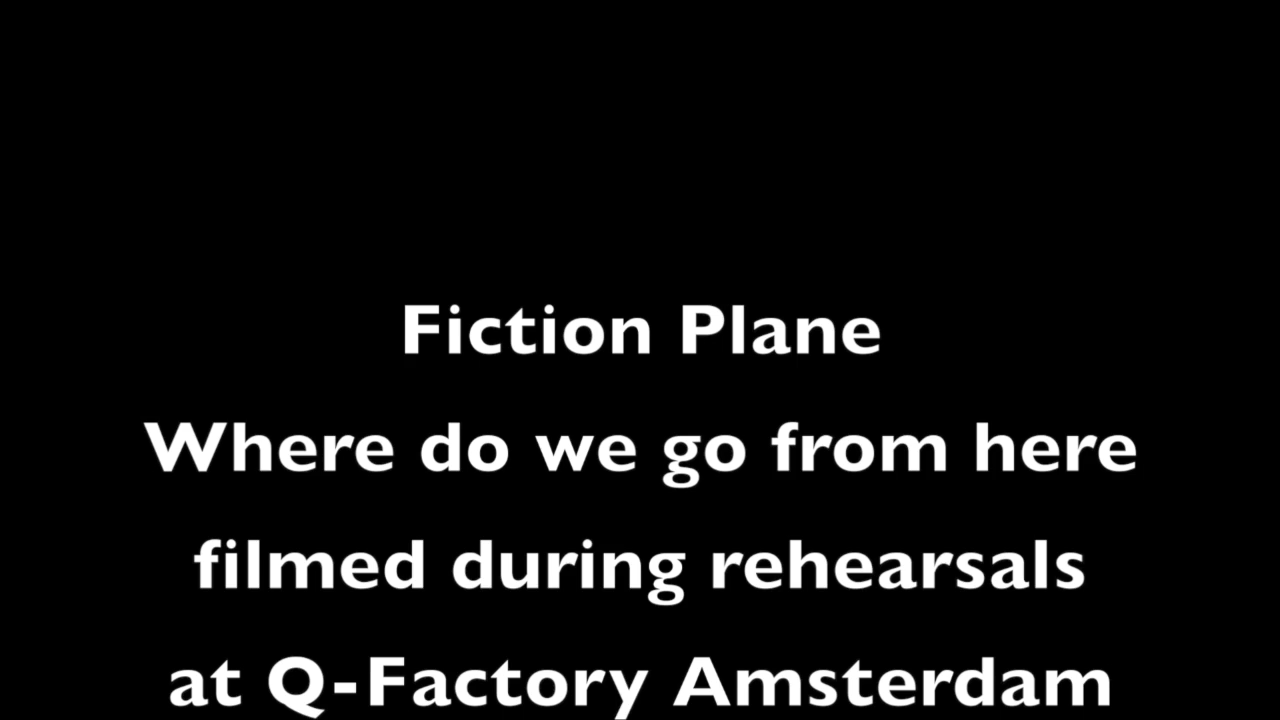 Fiction Plane
Where do we go from here
filmed during rehearsals
at Q-Factory Amsterdam